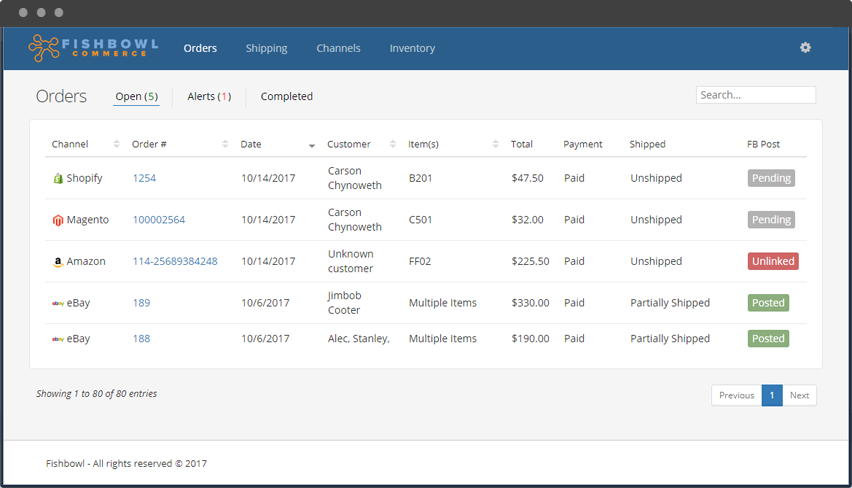 FISHBOWL
COMMERCE
Orders Shipping Channels Inventory
Orders Open (5) Alerts (1) Completed Search...
Channel Order # Date Customer Item(s) Total Payment Shipped FB Post
Shopify 1254 10/14/2017 Carson Chynoweth B201 $47.50 Paid Unshipped Pending
Magento 100002564 10/14/2017 Carson Chynoweth C501 $32.00 Paid Unshipped Pending
Amazon 114-25689384248 10/14/2017 Unknown customer FF02 $225.50 Paid Unshipped Unlinked
ebay eBay 189 10/6/2017 Jimbob Cooter Multiple Items $330.00 Paid Partially Shipped Posted
ebay eBay 188 10/6/2017 Alec, Stanley, Multiple Items $190.00 Paid Partially Shipped Posted
Showing 1 to 80 of 80 entries Previous 1 Next
Fishbowl - All rights reserved © 2017